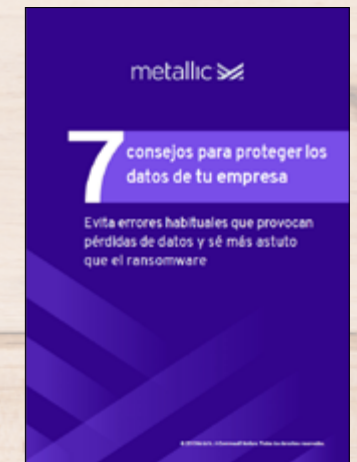 metallic
7
consejos para proteger los
datos de tu empresa
Evita errores habituales que provocan
pérdidas de datos y sé más astuto
que el ransomware